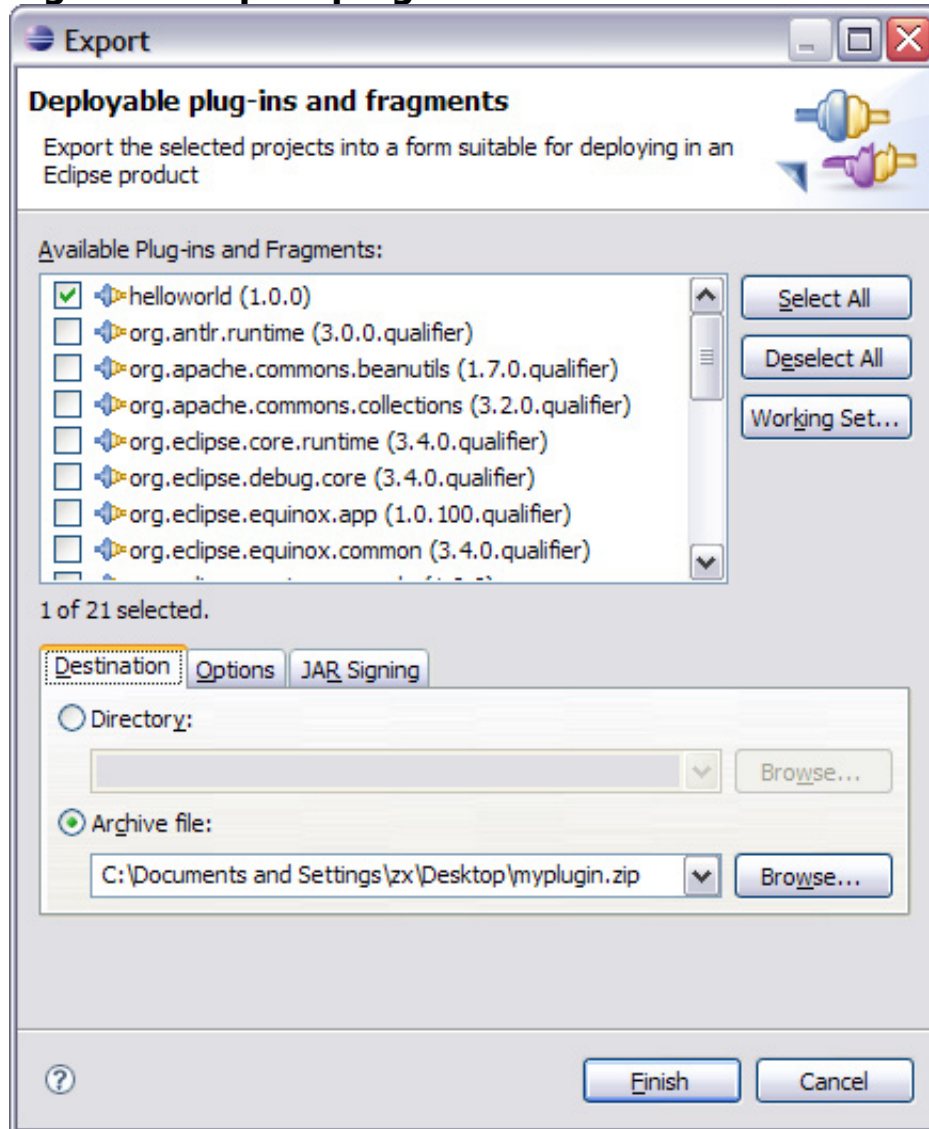 Export
Deployable plug-ins and fragments
Export the selected projects into a form suitable for deploying in an
Eclipse product
Available Plug-ins and Fragments:
helloworld (1.0.0)
org.antlr.runtime (3.0.0.qualifier)
org.apache.commons.beanutils (1.7.0.qualifier)
org.apache.commons.collections (3.2.0.qualifier)
org.eclipse.core.runtime (3.4.0.qualifier)
org.eclipse.debug.core (3.4.0.qualifier)
org.eclipse.equinox.app (1.0.100.qualifier)
org.eclipse.equinox.common (3.4.0.qualifier)
Select All
Deselect All
Working Set...
1 of 21 selected.
Destination Options JAR Signing
Directory:
Browse...
Archive file:
C:\Documents and Settings\zx\Desktop\myplugin.zip Browse...
? Finish Cancel